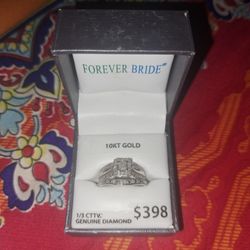 FOREVER BRIDE
10KT GOLD
1/3 CTTW.
GENUINE DIAMOND
$398